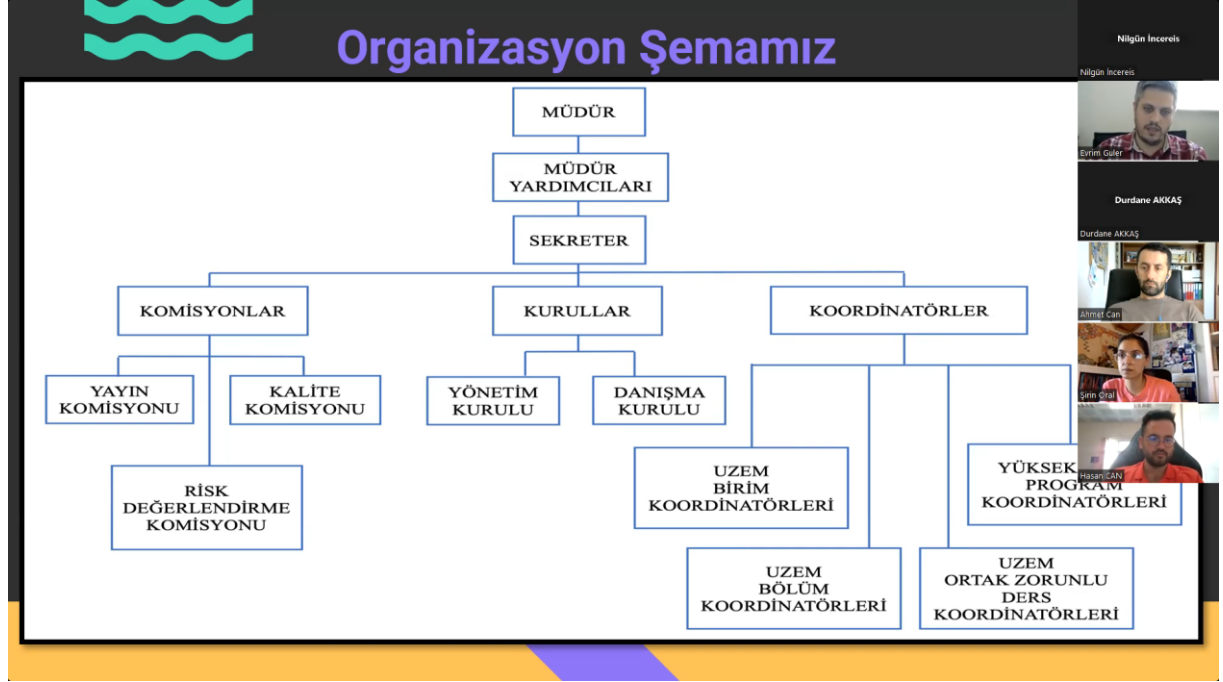 Organizasyon Şemamız
MÜDÜR
MÜDÜR
YARDIMCILARI
SEKRETER
KOMİSYONLAR
KURULLAR
KOORDİNATÖRLER
YAYIN
KOMİSYONU
KALİTE
KOMİSYONU
YÖNETİM
KURULU
DANIŞMA
KURULU
RİSK
DEĞERLENDİRME
KOMİSYONU
UZEM
BİRİM
KOORDİNATÖRLERİ
YÜKSEK
PROGRAM
KOORDİNATÖRLERİ
UZEM
BÖLÜM
KOORDİNATÖRLERİ
UZEM
ORTAK ZORUNLU
DERS
KOORDİNATÖRLERİ
Nilgün İncereis
Nilgün İncereis
Evrim Guler
Durdane AKKAŞ
Durdane AKKAŞ
Ahmet Can
Şirin Oral
Hasan CAN